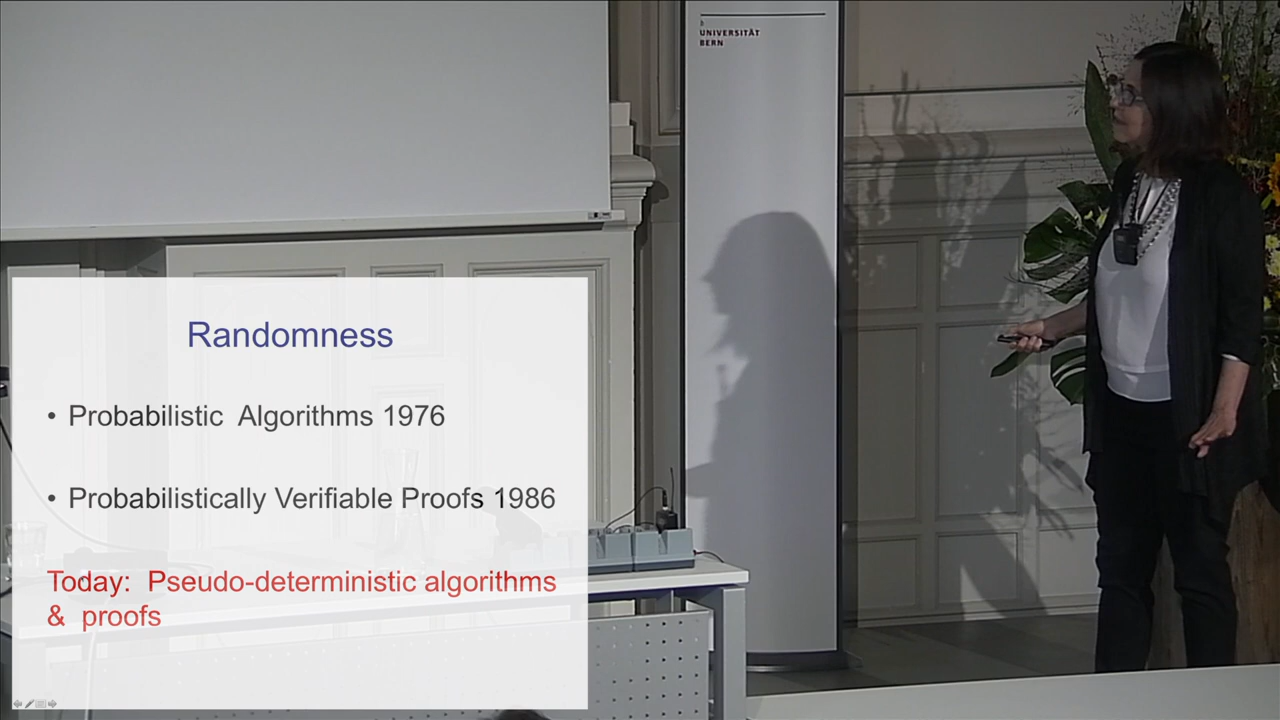 Randomness
• Probabilistic Algorithms 1976
• Probabilistically Verifiable Proofs 1986
Today: Pseudo-deterministic algorithms
& proofs
b
UNIVERSITÄT
BERN